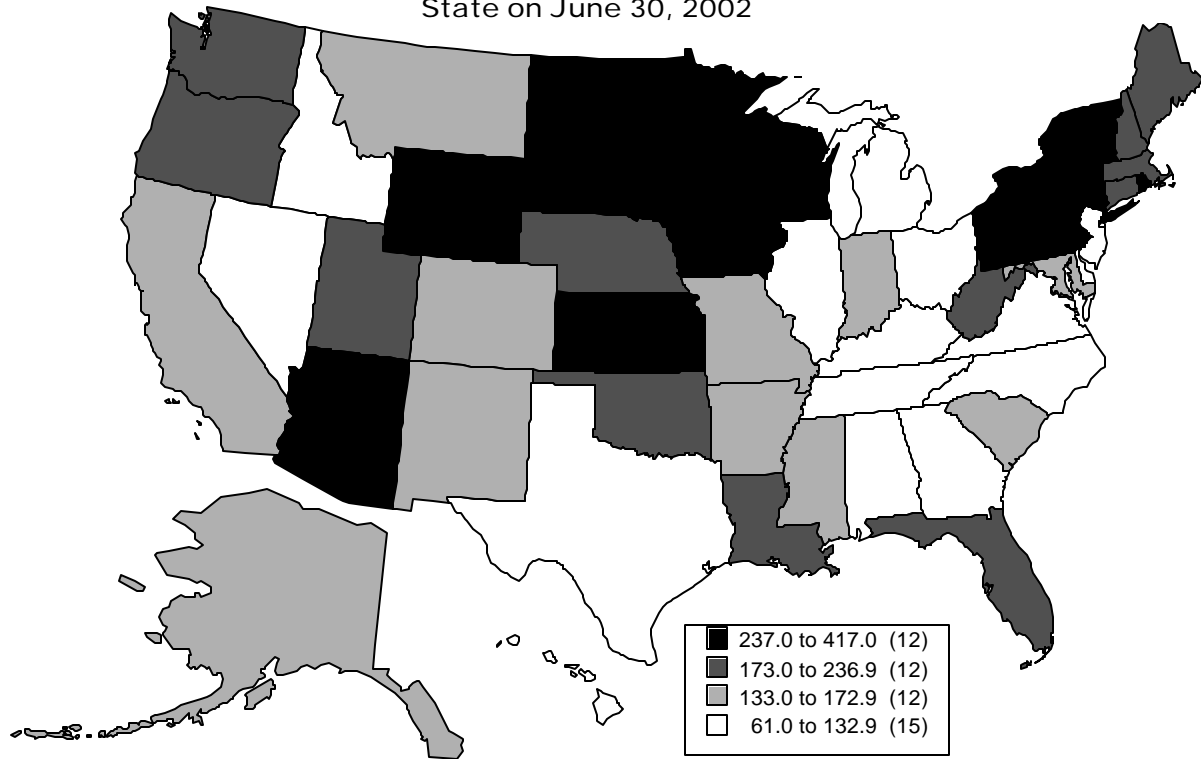 State on June 30, 2002
237.0 to 417.0 (12)
173.0 to 236.9 (12)
133.0 to 172.9 (12)
61.0 to 132.9 (15)